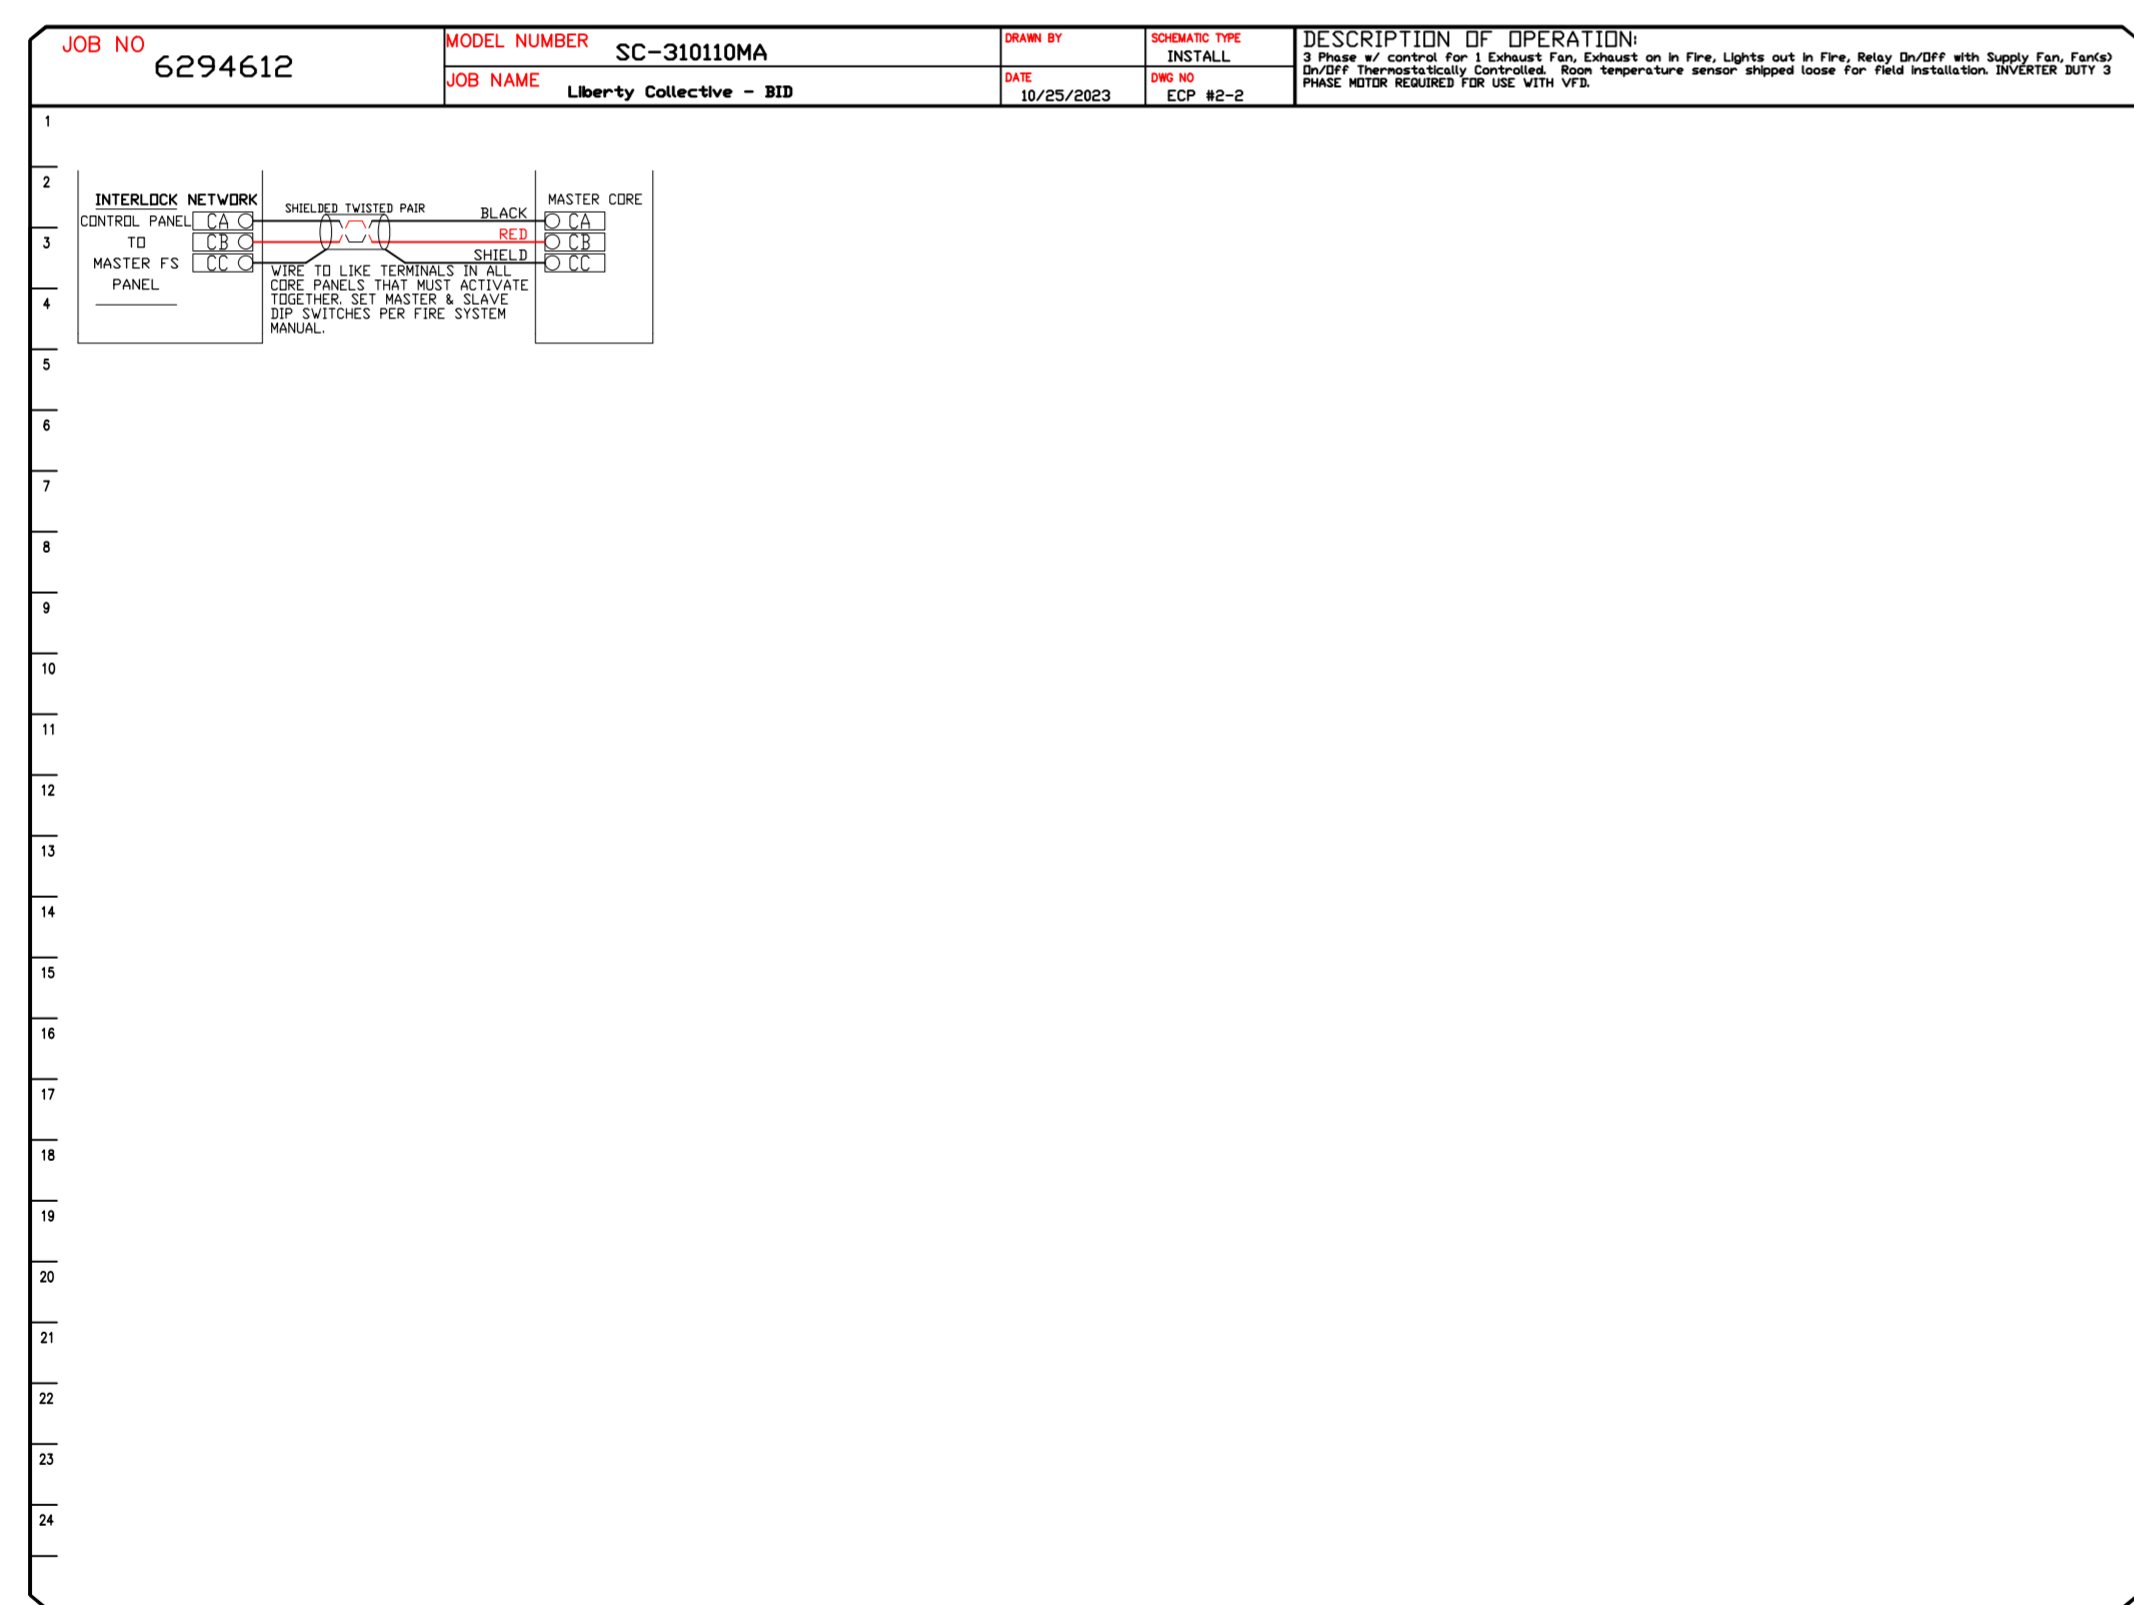 JOB NO
6294612
MODEL NUMBER
SC-310110MA
JOB NAME
Liberty Collective - BID
DRAWN BY
DATE
10/25/2023
SCHEMATIC TYPE
INSTALL
DWG NO
ECP #2-2
DESCRIPTION OF OPERATION:
3 Phase w/ control for 1 Exhaust Fan, Exhaust on in Fire, Lights out in Fire, Relay On/Off with Supply Fan, Fan(s)
On/Off Thermostatically Controlled. Room temperature sensor shipped loose for field installation. INVERTER DUTY 3
PHASE MOTOR REQUIRED FOR USE WITH VFD.
1
2
INTERLOCK NETWORK
CONTROL PANEL
TO
MASTER FS
PANEL
CA
CB
CC
SHIELDED TWISTED PAIR
BLACK
RED
SHIELD
WIRE TO LIKE TERMINALS IN ALL
CORE PANELS THAT MUST ACTIVATE
TOGETHER. SET MASTER & SLAVE
DIP SWITCHES PER FIRE SYSTEM
MANUAL.
MASTER CORE
CA
CB
CC
3
4
5
6
7
8
9
10
11
12
13
14
15
16
17
18
19
20
21
22
23
24